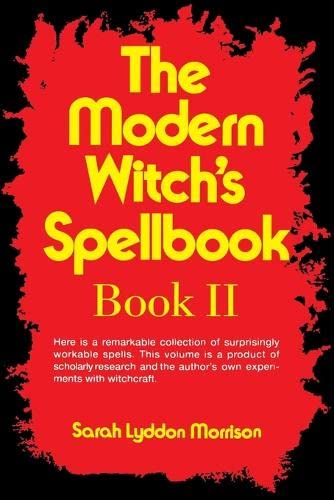 The
Modern
Witch's
Spellbook
Book II
Here is a remarkable collection of surprisingly
workable spells. This volume is a product of
scholarly research and the author's own experi-
ments with witchcraft.
Sarah Lyddon Morrison